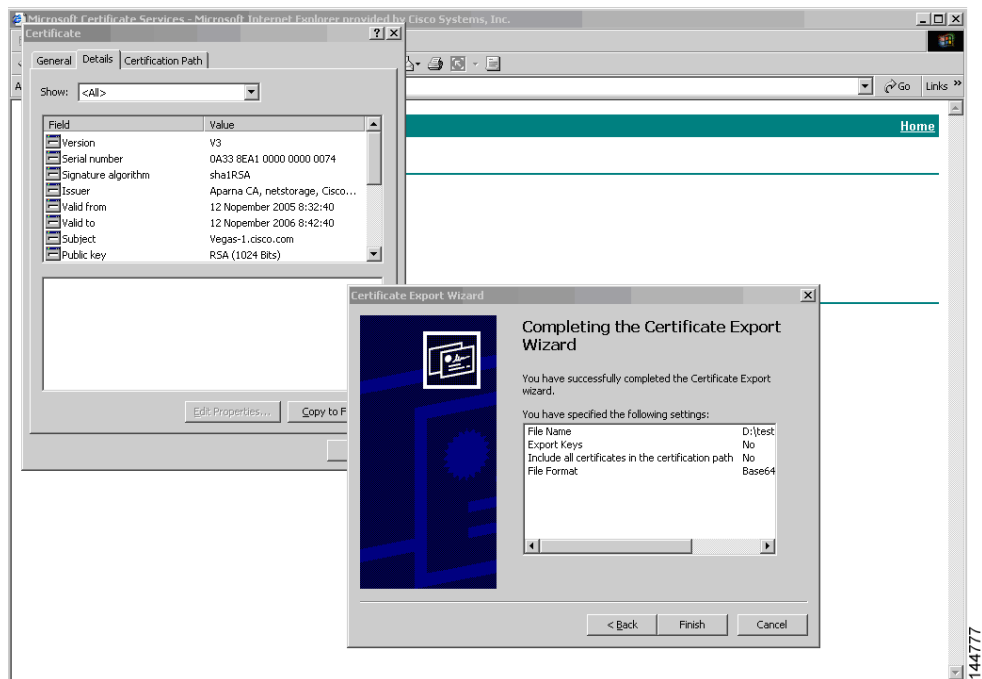 Microsoft Certificate Services - Microsoft Internet Explorer provided by Cisco Systems, Inc.
Certificate
General Details Certification Path
Show: <All>
Go Links »
Home
Field Value
Version V3
Serial number 0A33 8EA1 0000 0000 0074
Signature algorithm sha1RSA
Issuer Aparna CA, netstorage, Cisco...
Valid from 12 Nopember 2005 8:32:40
Valid to 12 Nopember 2006 8:42:40
Subject Vegas-1.cisco.com
Public key RSA (1024 Bits)
Edit Properties... Copy to F
Certificate Export Wizard
Completing the Certificate Export
Wizard
You have successfully completed the Certificate Export
wizard.
You have specified the following settings:
File Name D:\test
Export Keys No
Include all certificates in the certification path No
File Format Base64
< Back Finish Cancel
144777